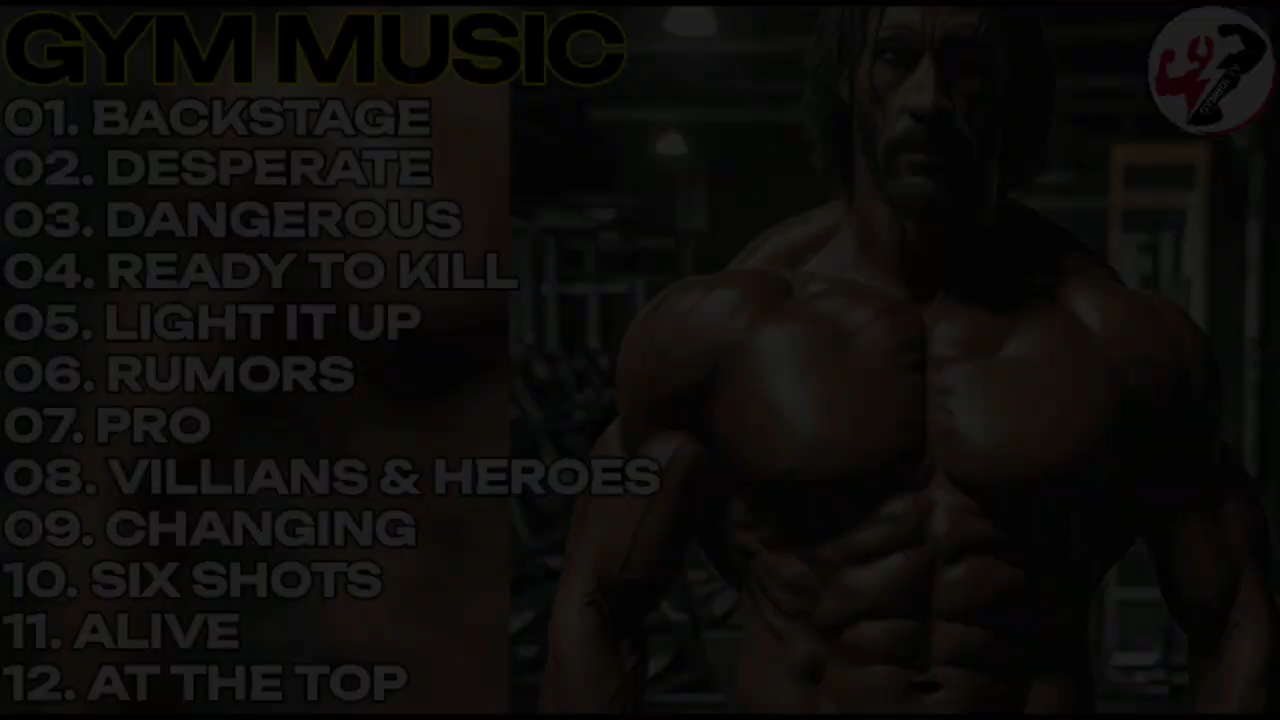 GYM MUSIC
01. BACKSTAGE
02. DESPERATE
03. DANGEROUS
04. READY TO KILL
05. LIGHT IT UP
06. RUMORS
07. PRO
08. VILLIANS & HEROES
09. CHANGING
10. SIX SHOTS
11. ALIVE
12. AT THE TOP